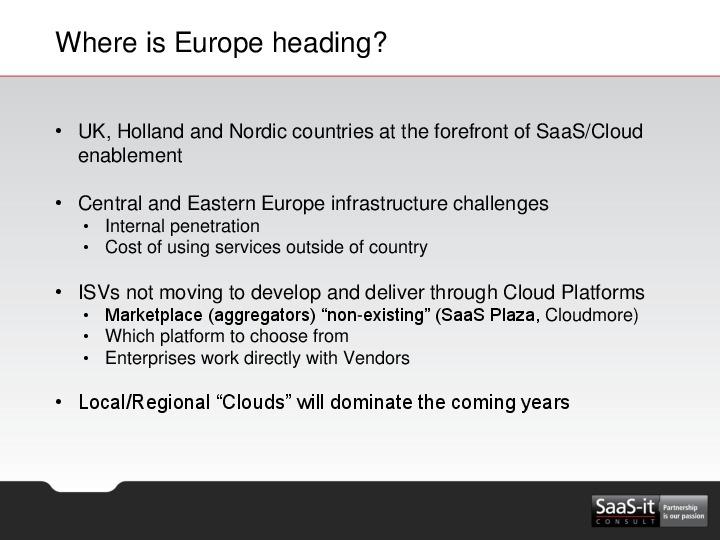 Where is Europe heading?
• UK, Holland and Nordic countries at the forefront of SaaS/Cloud
enablement
• Central and Eastern Europe infrastructure challenges
• Internal penetration
• Cost of using services outside of country
• ISVs not moving to develop and deliver through Cloud Platforms
• Marketplace (aggregators) “non-existing” (SaaS Plaza, Cloudmore)
• Which platform to choose from
• Enterprises work directly with Vendors
• Local/Regional “Clouds” will dominate the coming years
SaaS-it
CONSULT
Partnership
is our passion